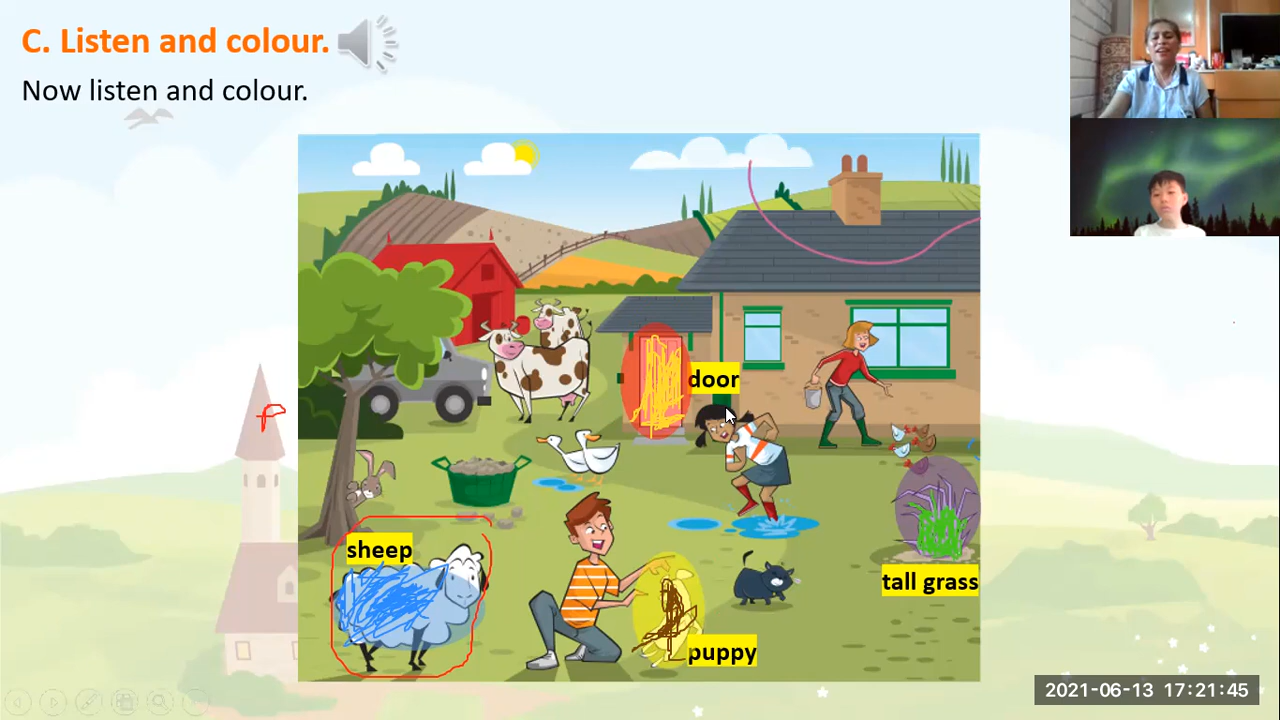 C. Listen and colour.
Now listen and colour.
door
sheep
tall grass
puppy
2021-06-13 17:21:45